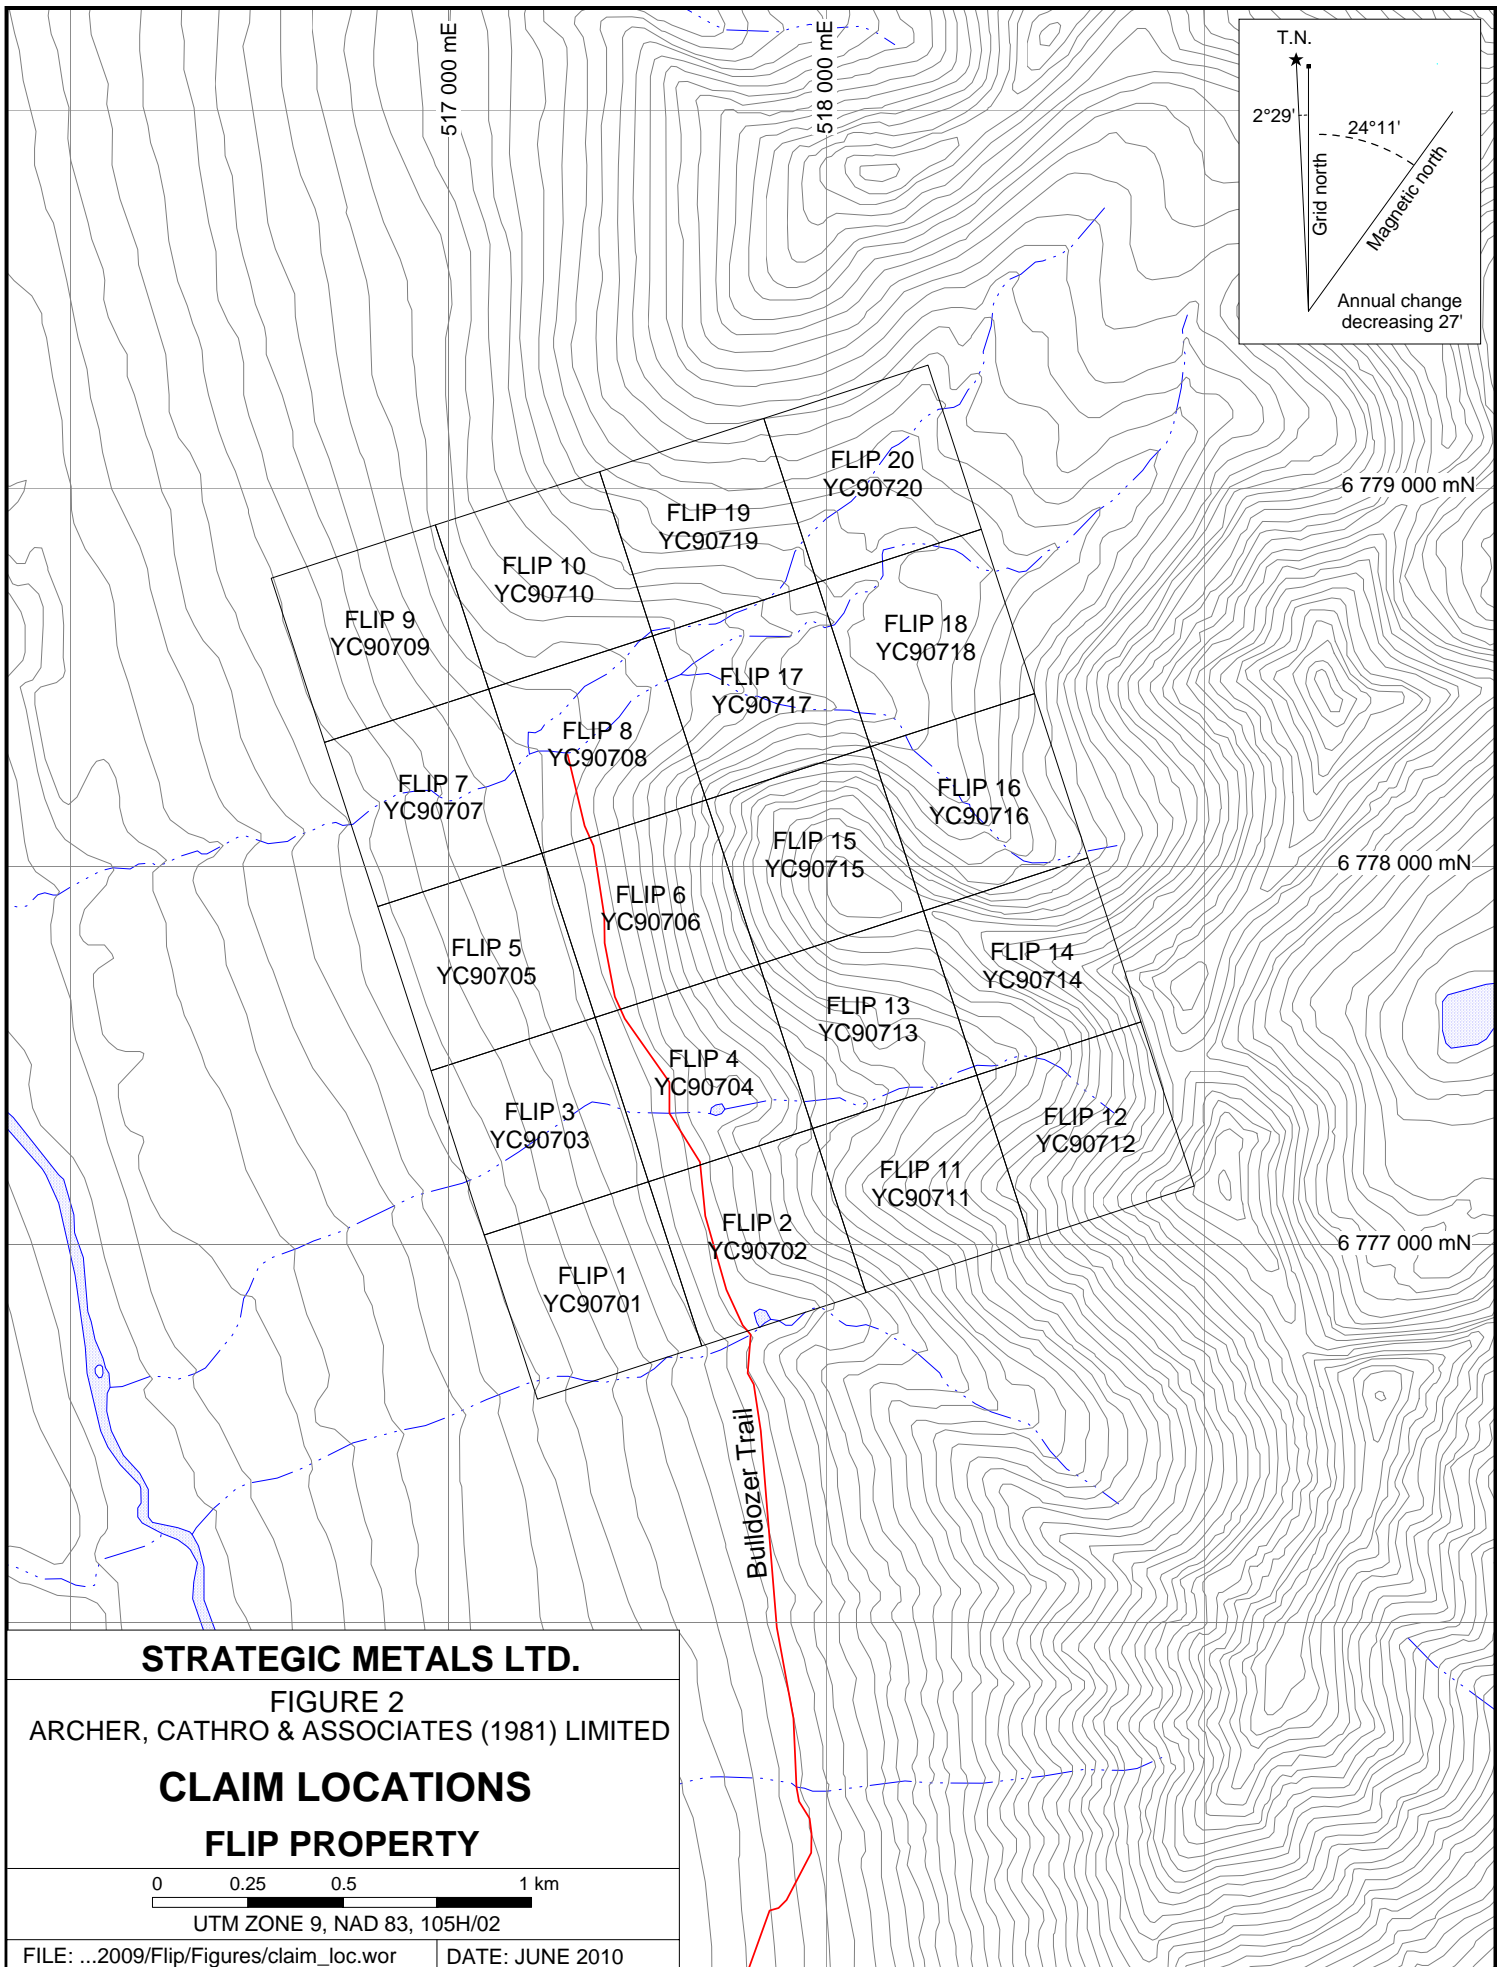 517 000 mE
518 000 mE
T.N.
2°29'
24°11'
Grid north
Magnetic north
Annual change
decreasing 27'
6 779 000 mN
6 778 000 mN
6 777 000 mN
FLIP 20
YC90720
FLIP 19
YC90719
FLIP 10
YC90710
FLIP 9
YC90709
FLIP 18
YC90718
FLIP 17
YC90717
FLIP 8
YC90708
FLIP 7
YC90707
FLIP 16
YC90716
FLIP 15
YC90715
FLIP 6
YC90706
FLIP 5
YC90705
FLIP 14
YC90714
FLIP 13
YC90713
FLIP 4
YC90704
FLIP 3
YC90703
FLIP 12
YC90712
FLIP 11
YC90711
FLIP 2
YC90702
FLIP 1
YC90701
Bulldozer Trail
STRATEGIC METALS LTD.
FIGURE 2
ARCHER, CATHRO & ASSOCIATES (1981) LIMITED
CLAIM LOCATIONS
FLIP PROPERTY
0 0.25 0.5 1 km
UTM ZONE 9, NAD 83, 105H/02
FILE: ...2009/Flip/Figures/claim_loc.wor
DATE: JUNE 2010